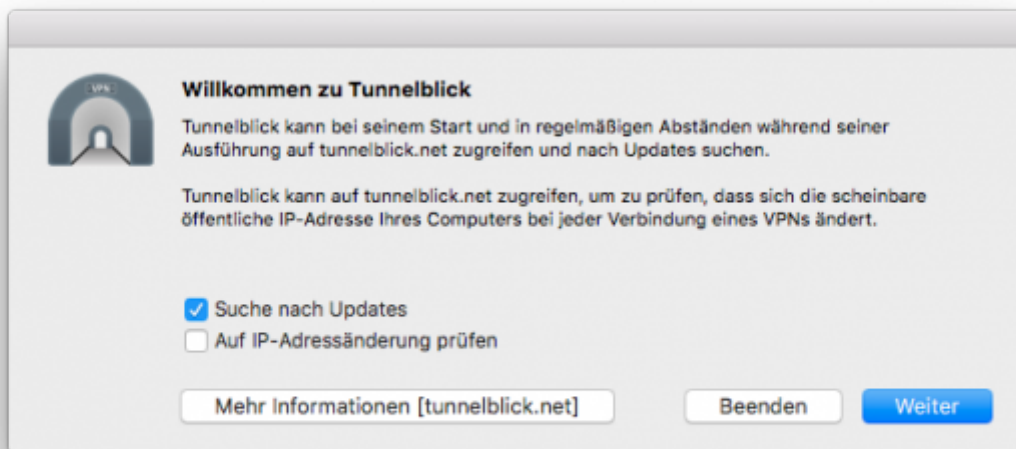 VPN
Willkommen zu Tunnelblick
Tunnelblick kann bei seinem Start und in regelmäßigen Abständen während seiner
Ausführung auf tunnelblick.net zugreifen und nach Updates suchen.
Tunnelblick kann auf tunnelblick.net zugreifen, um zu prüfen, dass sich die scheinbare
öffentliche IP-Adresse Ihres Computers bei jeder Verbindung eines VPNs ändert.
Suche nach Updates
Auf IP-Adressänderung prüfen
Mehr Informationen [tunnelblick.net] Beenden Weiter